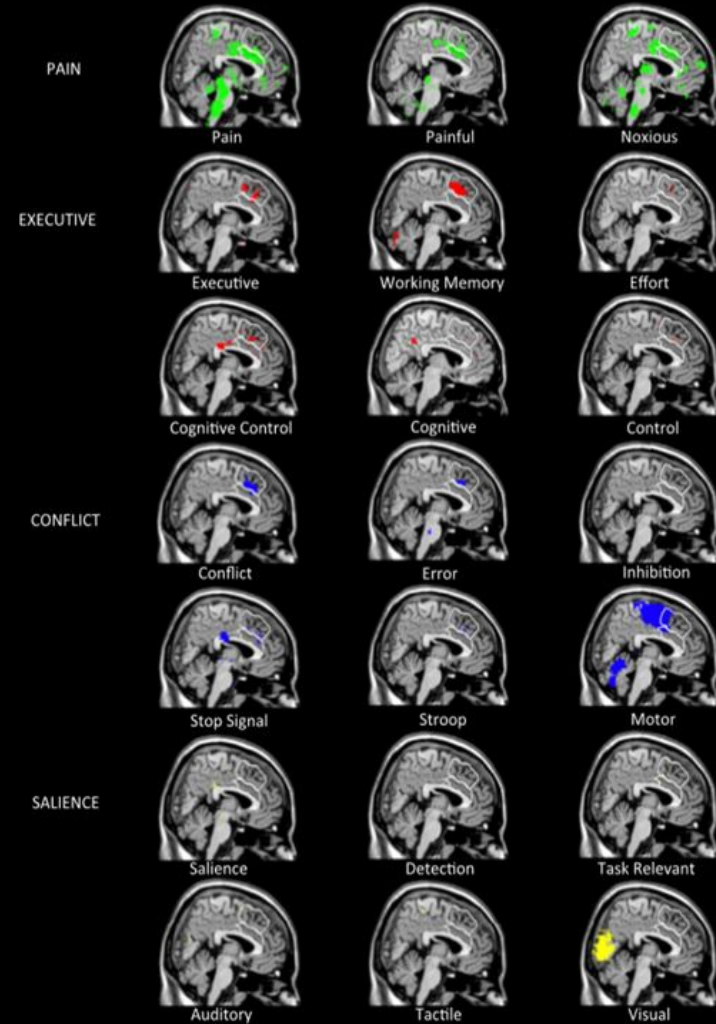 PAIN
Pain Painful Noxious
EXECUTIVE
Executive Working Memory Effort
Cognitive Control Cognitive Control
CONFLICT
Conflict Error Inhibition
Stop Signal Stroop Motor
SALIENCE
Salience Detection Task Relevant
Auditory Tactile Visual